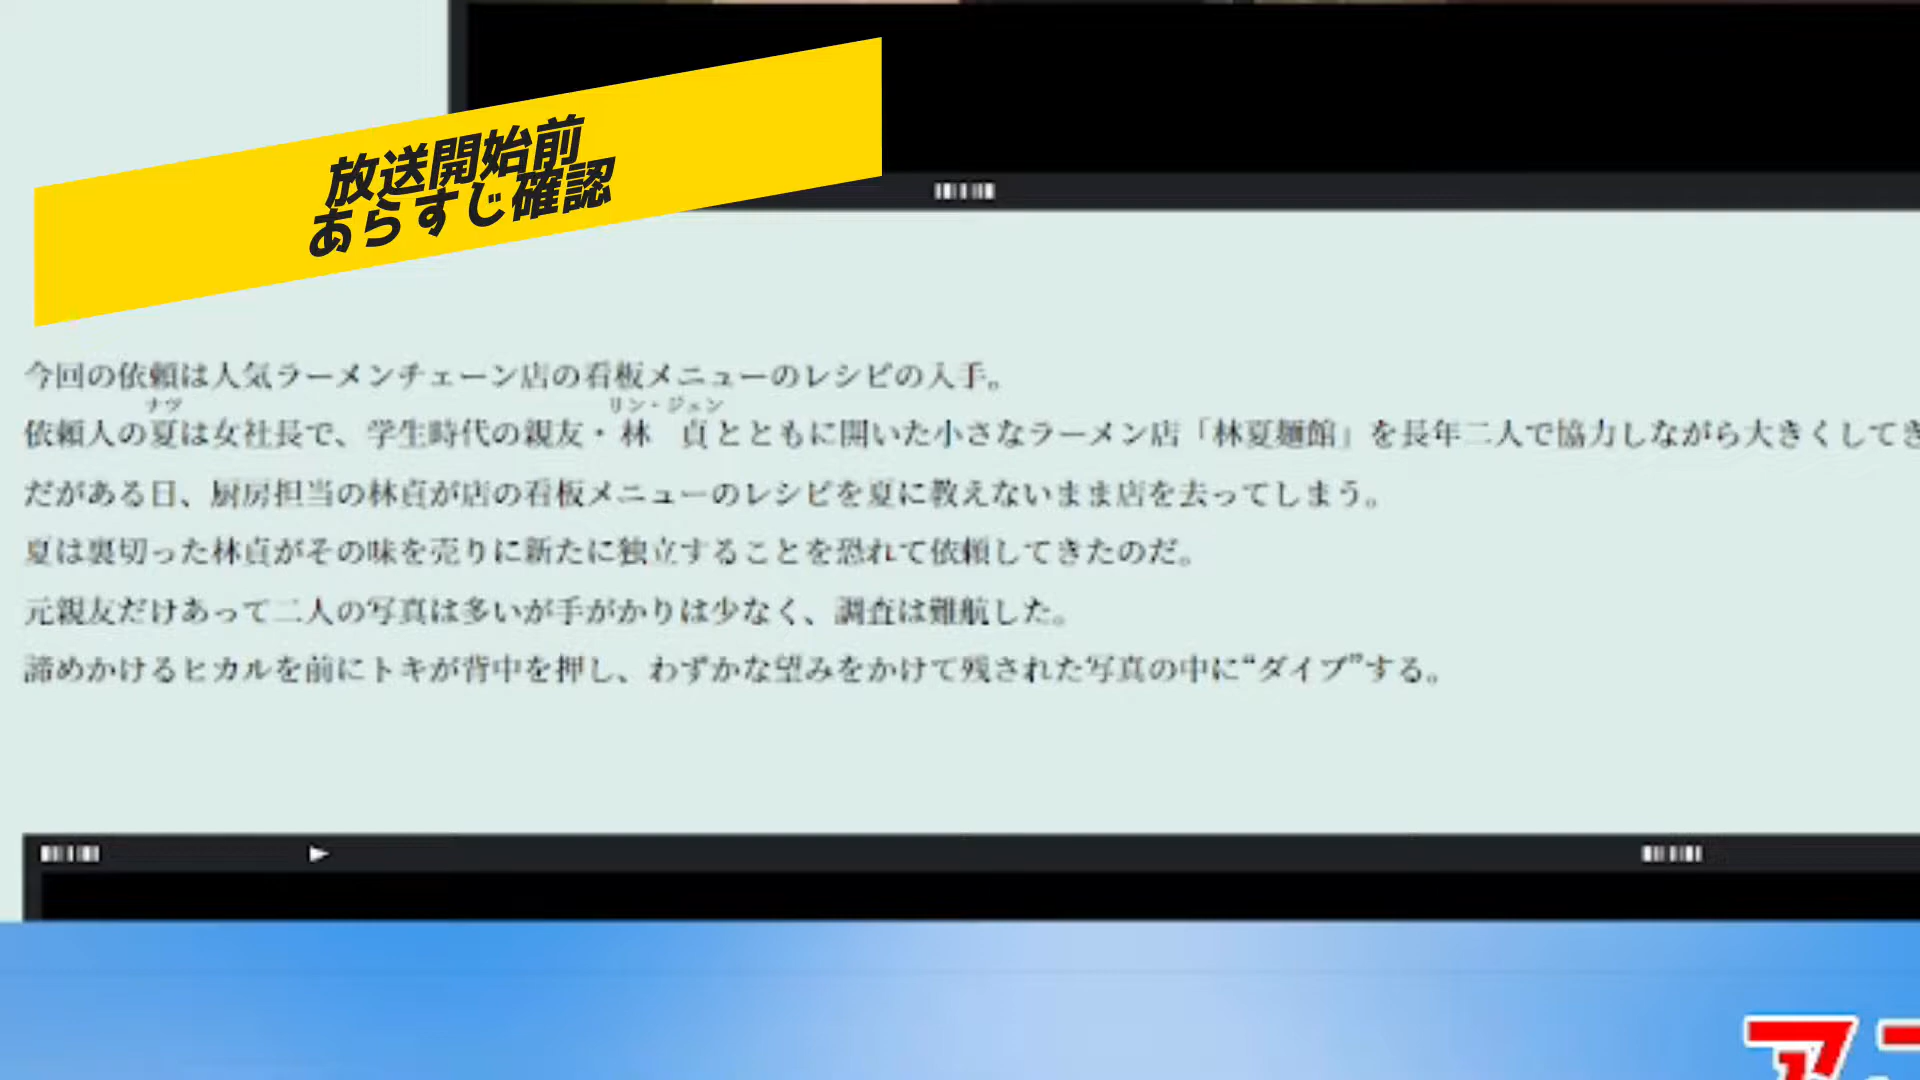 放送開始前
あらすじ確認
今回の依頼は人気ラーメンチェーン店の看板メニューのレシピの入手。
ナツ リン・ジェン
依頼人の夏は女社長で、学生時代の親友・林 貞とともに開いた小さなラーメン店「林夏麺館」を長年二人で協力しながら大きくしてき
だがある日、厨房担当の林貞が店の看板メニューのレシピを夏に教えないまま店を去ってしまう。
夏は裏切った林貞がその味を売りに新たに独立することを恐れて依頼してきたのだ。
元親友だけあって二人の写真は多いが手がかりは少なく、調査は難航した。
諦めかけるヒカルを前にトキが背中を押し、わずかな望みをかけて残された写真の中に“ダイブ”する。